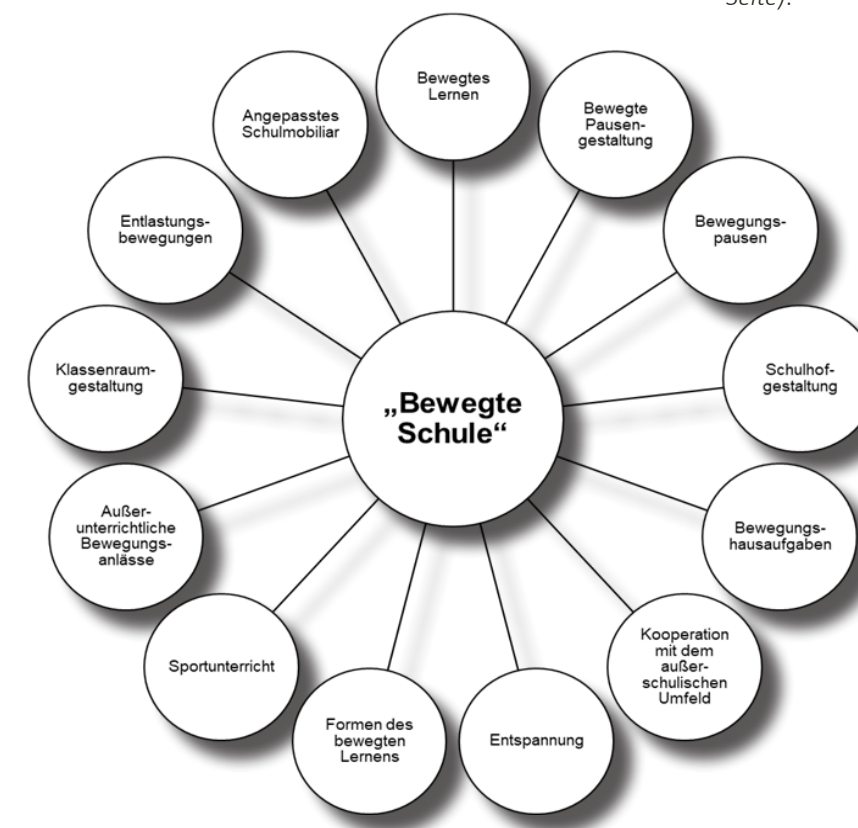 Seite).
Bewegtes
Lernen
Bewegte
Pausen-
gestaltung
Bewegungs-
pausen
Schulhof-
gestaltung
Bewegungs-
hausaufgaben
Kooperation
mit dem
außer-
schulischen
Umfeld
Entspannung
Formen des
bewegten
Lernens
Sportunterricht
Außer-
unterrichtliche
Bewegungs-
anlässe
Klassenraum-
gestaltung
Entlastungs-
bewegungen
Angepasstes
Schulmobiliar
„Bewegte
Schule“